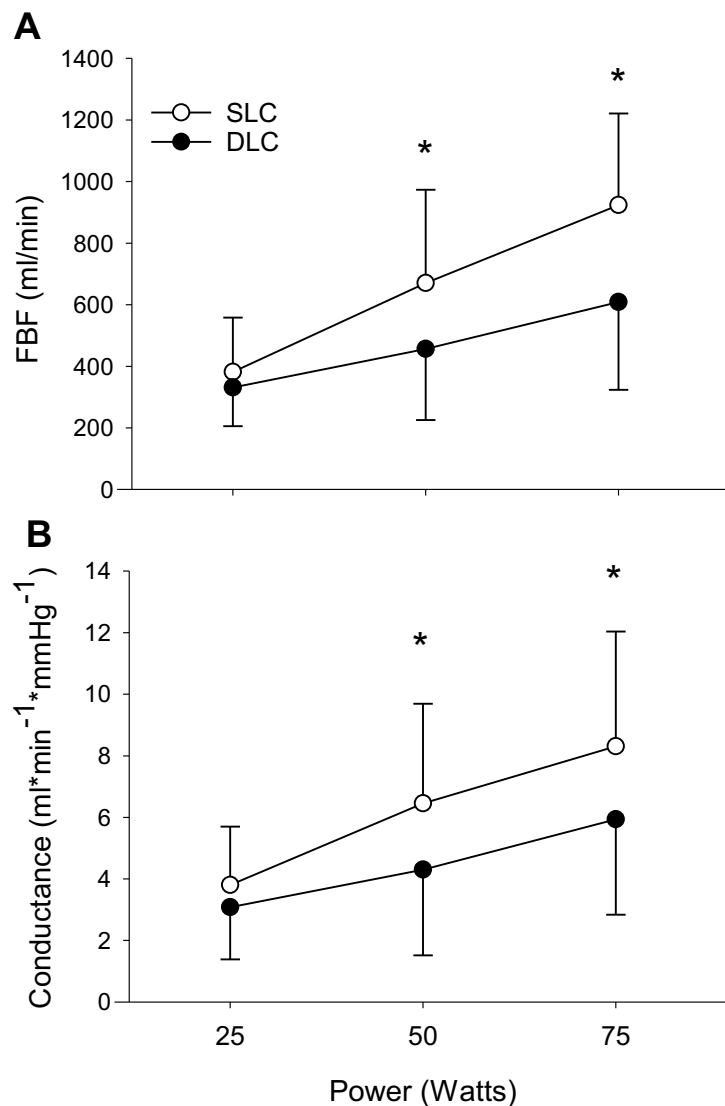 A
FBF (ml/min)
1400
1200
1000
800
600
400
200
0
SLC
DLC
*
*
B
Conductance (ml*min⁻¹*mmHg⁻¹)
14
12
10
8
6
4
2
0
*
*
25 50 75
Power (Watts)